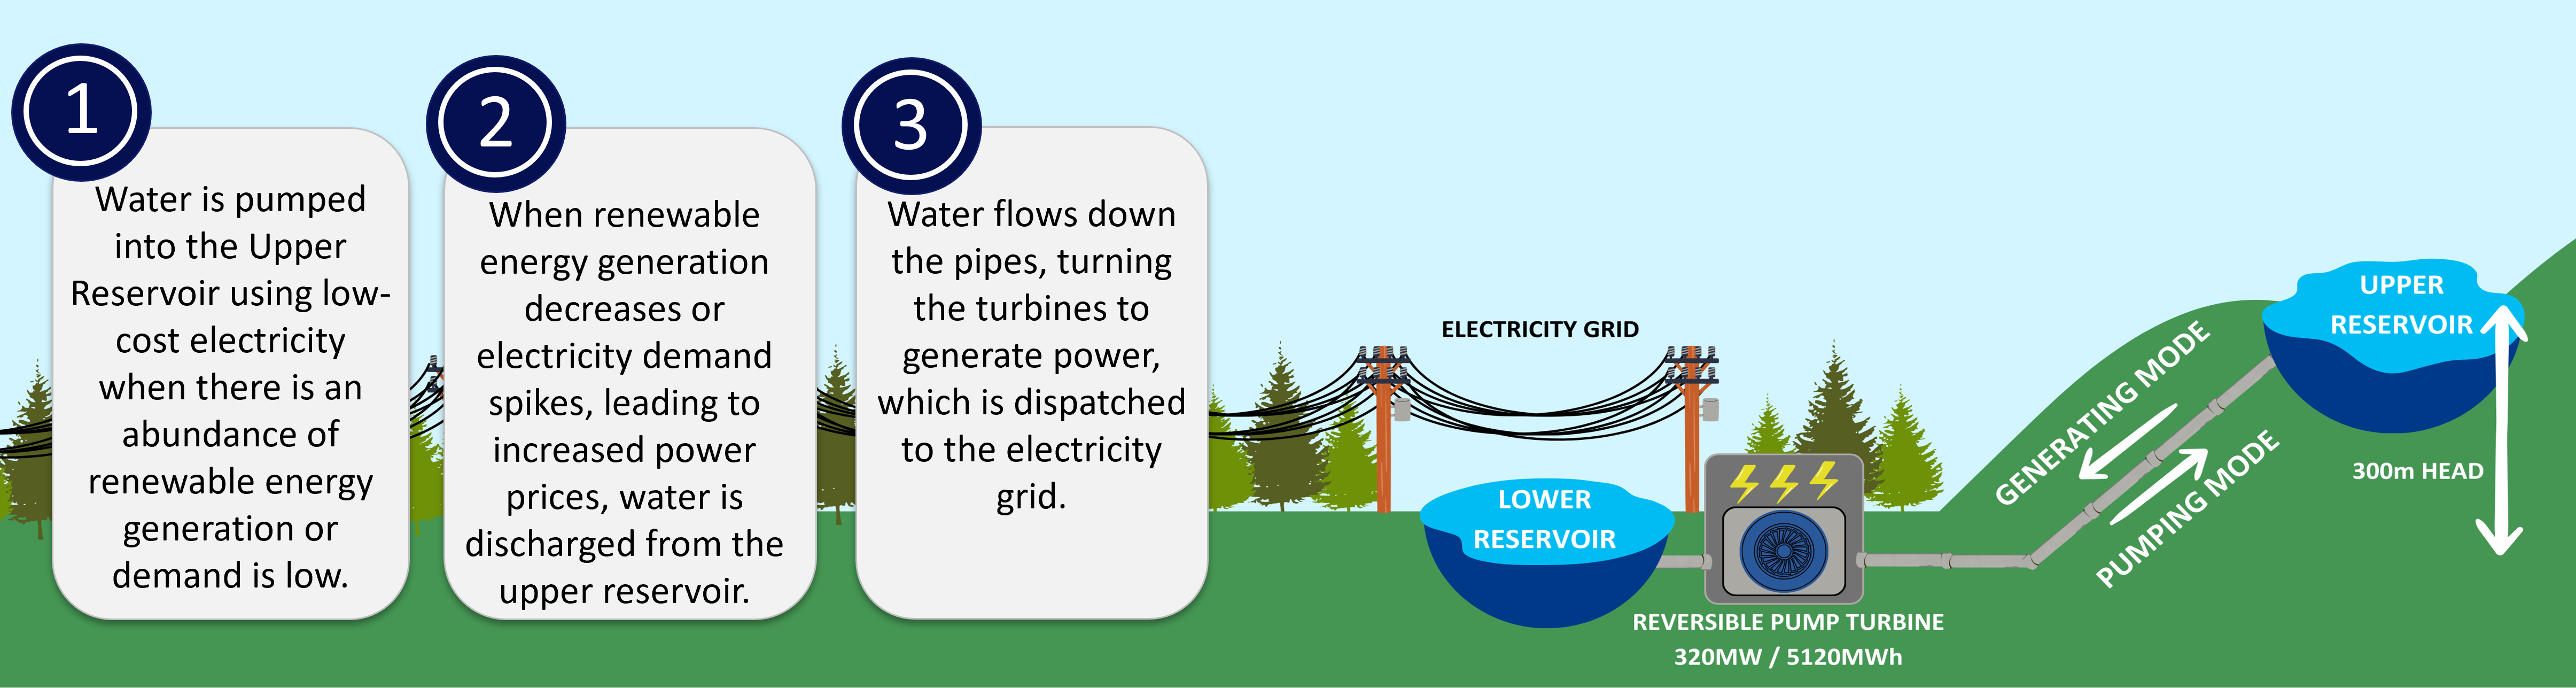 1
Water is pumped
into the Upper
Reservoir using low-
cost electricity
when there is an
abundance of
renewable energy
generation or
demand is low.
2
When renewable
energy generation
decreases or
electricity demand
spikes, leading to
increased power
prices, water is
discharged from the
upper reservoir.
3
Water flows down
the pipes, turning
the turbines to
generate power,
which is dispatched
to the electricity
grid.
ELECTRICITY GRID
LOWER
RESERVOIR
REVERSIBLE PUMP TURBINE
320MW / 5120MWh
GENERATING MODE
PUMPING MODE
UPPER
RESERVOIR
300m HEAD